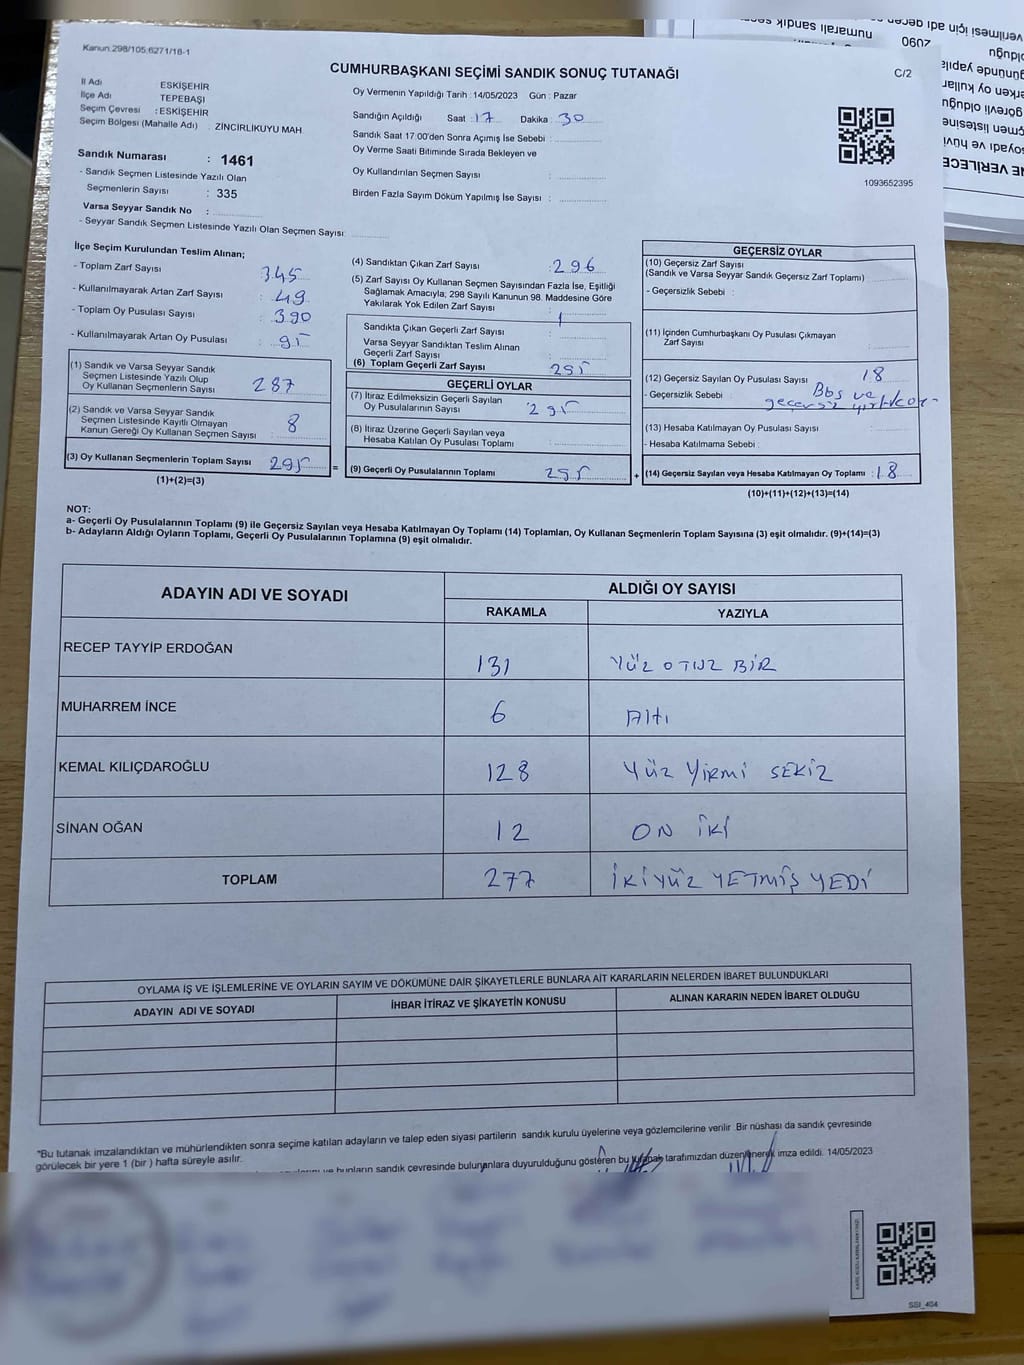 Kanun:298/105;6271/18-1
CUMHURBAŞKANI SEÇİMİ SANDIK SONUÇ TUTANAĞI
C/2
İl Adı ESKİŞEHİR
İlçe Adı TEPEBAŞI
Seçim Çevresi : ESKİŞEHİR
Seçim Bölgesi (Mahalle Adı) : ZİNCİRLİKUYU MAH.
Sandık Numarası : 1461
- Sandık Seçmen Listesinde Yazılı Olan
Seçmenlerin Sayısı : 335
Varsa Seyyar Sandık No :
- Seyyar Sandık Seçmen Listesinde Yazılı Olan Seçmen Sayısı:
Oy Vermenin Yapıldığı Tarih : 14/05/2023 Gün : Pazar
Sandığın Açıldığı Saat : 17 Dakika : 30
Sandık Saat 17:00'den Sonra Açımış İse Sebebi :
Oy Verme Saati Bitiminde Sırada Bekleyen ve
Oy Kullandırılan Seçmen Sayısı :
Birden Fazla Sayım Döküm Yapılmış İse Sayısı :
1093652395
İlçe Seçim Kurulundan Teslim Alınan;
- Toplam Zarf Sayısı 345
- Kullanılmayarak Artan Zarf Sayısı : 49
- Toplam Oy Pusulası Sayısı : 390
- Kullanılmayarak Artan Oy Pusulası : 95
(1) Sandık ve Varsa Seyyar Sandık
Seçmen Listesinde Yazılı Olup
Oy Kullanan Seçmenlerin Sayısı 287
(2) Sandık ve Varsa Seyyar Sandık
Seçmen Listesinde Kayıtlı Olmayan
Kanun Gereği Oy Kullanan Seçmen Sayısı : 8
(3) Oy Kullanan Seçmenlerin Toplam Sayısı 295
(1)+(2)=(3)
=
(4) Sandıktan Çıkan Zarf Sayısı : 296
(5) Zarf Sayısı Oy Kullanan Seçmen Sayısından Fazla İse, Eşitliği
Sağlamak Amacıyla; 298 Sayılı Kanunun 98. Maddesine Göre
Yakılarak Yok Edilen Zarf Sayısı : 1
Sandıkta Çıkan Geçerli Zarf Sayısı :
Varsa Seyyar Sandıktan Teslim Alınan
Geçerli Zarf Sayısı :
(6) Toplam Geçerli Zarf Sayısı 295
GEÇERLİ OYLAR
(7) İtiraz Edilmeksizin Geçerli Sayılan
Oy Pusulalarının Sayısı 295
(8) İtiraz Üzerine Geçerli Sayılan veya
Hesaba Katılan Oy Pusulası Toplamı :
(9) Geçerli Oy Pusulalarının Toplamı 295
+
GEÇERSİZ OYLAR
(10) Geçersiz Zarf Sayısı
(Sandık ve Varsa Seyyar Sandık Geçersiz Zarf Toplamı)
- Geçersizlik Sebebi :
(11) İçinden Cumhurbaşkanı Oy Pusulası Çıkmayan
Zarf Sayısı :
(12) Geçersiz Sayılan Oy Pusulası Sayısı 18
- Geçersizlik Sebebi : Boş ve
geçersiz
(13) Hesaba Katılmayan Oy Pusulası Sayısı :
- Hesaba Katılmama Sebebi :
(14) Geçersiz Sayılan veya Hesaba Katılmayan Oy Toplamı : 18
(10)+(11)+(12)+(13)=(14)
NOT:
a- Geçerli Oy Pusulalarının Toplamı (9) ile Geçersiz Sayılan veya Hesaba Katılmayan Oy Toplamı (14) Toplamları, Oy Kullanan Seçmenlerin Toplam Sayısına (3) eşit olmalıdır. (9)+(14)=(3)
b- Adayların Aldığı Oyların Toplamı, Geçerli Oy Pusulalarının Toplamına (9) eşit olmalıdır.
ADAYIN ADI VE SOYADI ALDIĞI OY SAYISI
RAKAMLA YAZIYLA
RECEP TAYYİP ERDOĞAN 131 YÜZ OTUZ BİR
MUHARREM İNCE 6 Altı
KEMAL KILIÇDAROĞLU 128 YÜZ YİRMİ SEKİZ
SİNAN OĞAN 12 ON İKİ
TOPLAM 277 İKİYÜZ YETMİŞ YEDİ
OYLAMA İŞ VE İŞLEMLERİNE VE OYLARIN SAYIM VE DÖKÜMÜNE DAİR ŞİKAYETLERLE BUNLARA AİT KARARLARIN NELERDEN İBARET BULUNDUKLARI
ADAYIN ADI VE SOYADI İHBAR İTİRAZ VE ŞİKAYETİN KONUSU ALINAN KARARIN NEDEN İBARET OLDUĞU
"Bu tutanak imzalandıktan ve mühürlendikten sonra seçime katılan adayların ve talep eden siyasi partilerin sandık kurulu üyelerine veya gözlemcilerine verilir Bir nüshası da sandık çevresinde
görülecek bir yere 1 (bir ) hafta süreyle asılır.
bunların sandık çevresinde bulunanlara duyurulduğunu gösteren bu tutanak tarafımızdan düzenlenerek imza edildi. 14/05/2023
SSI_404